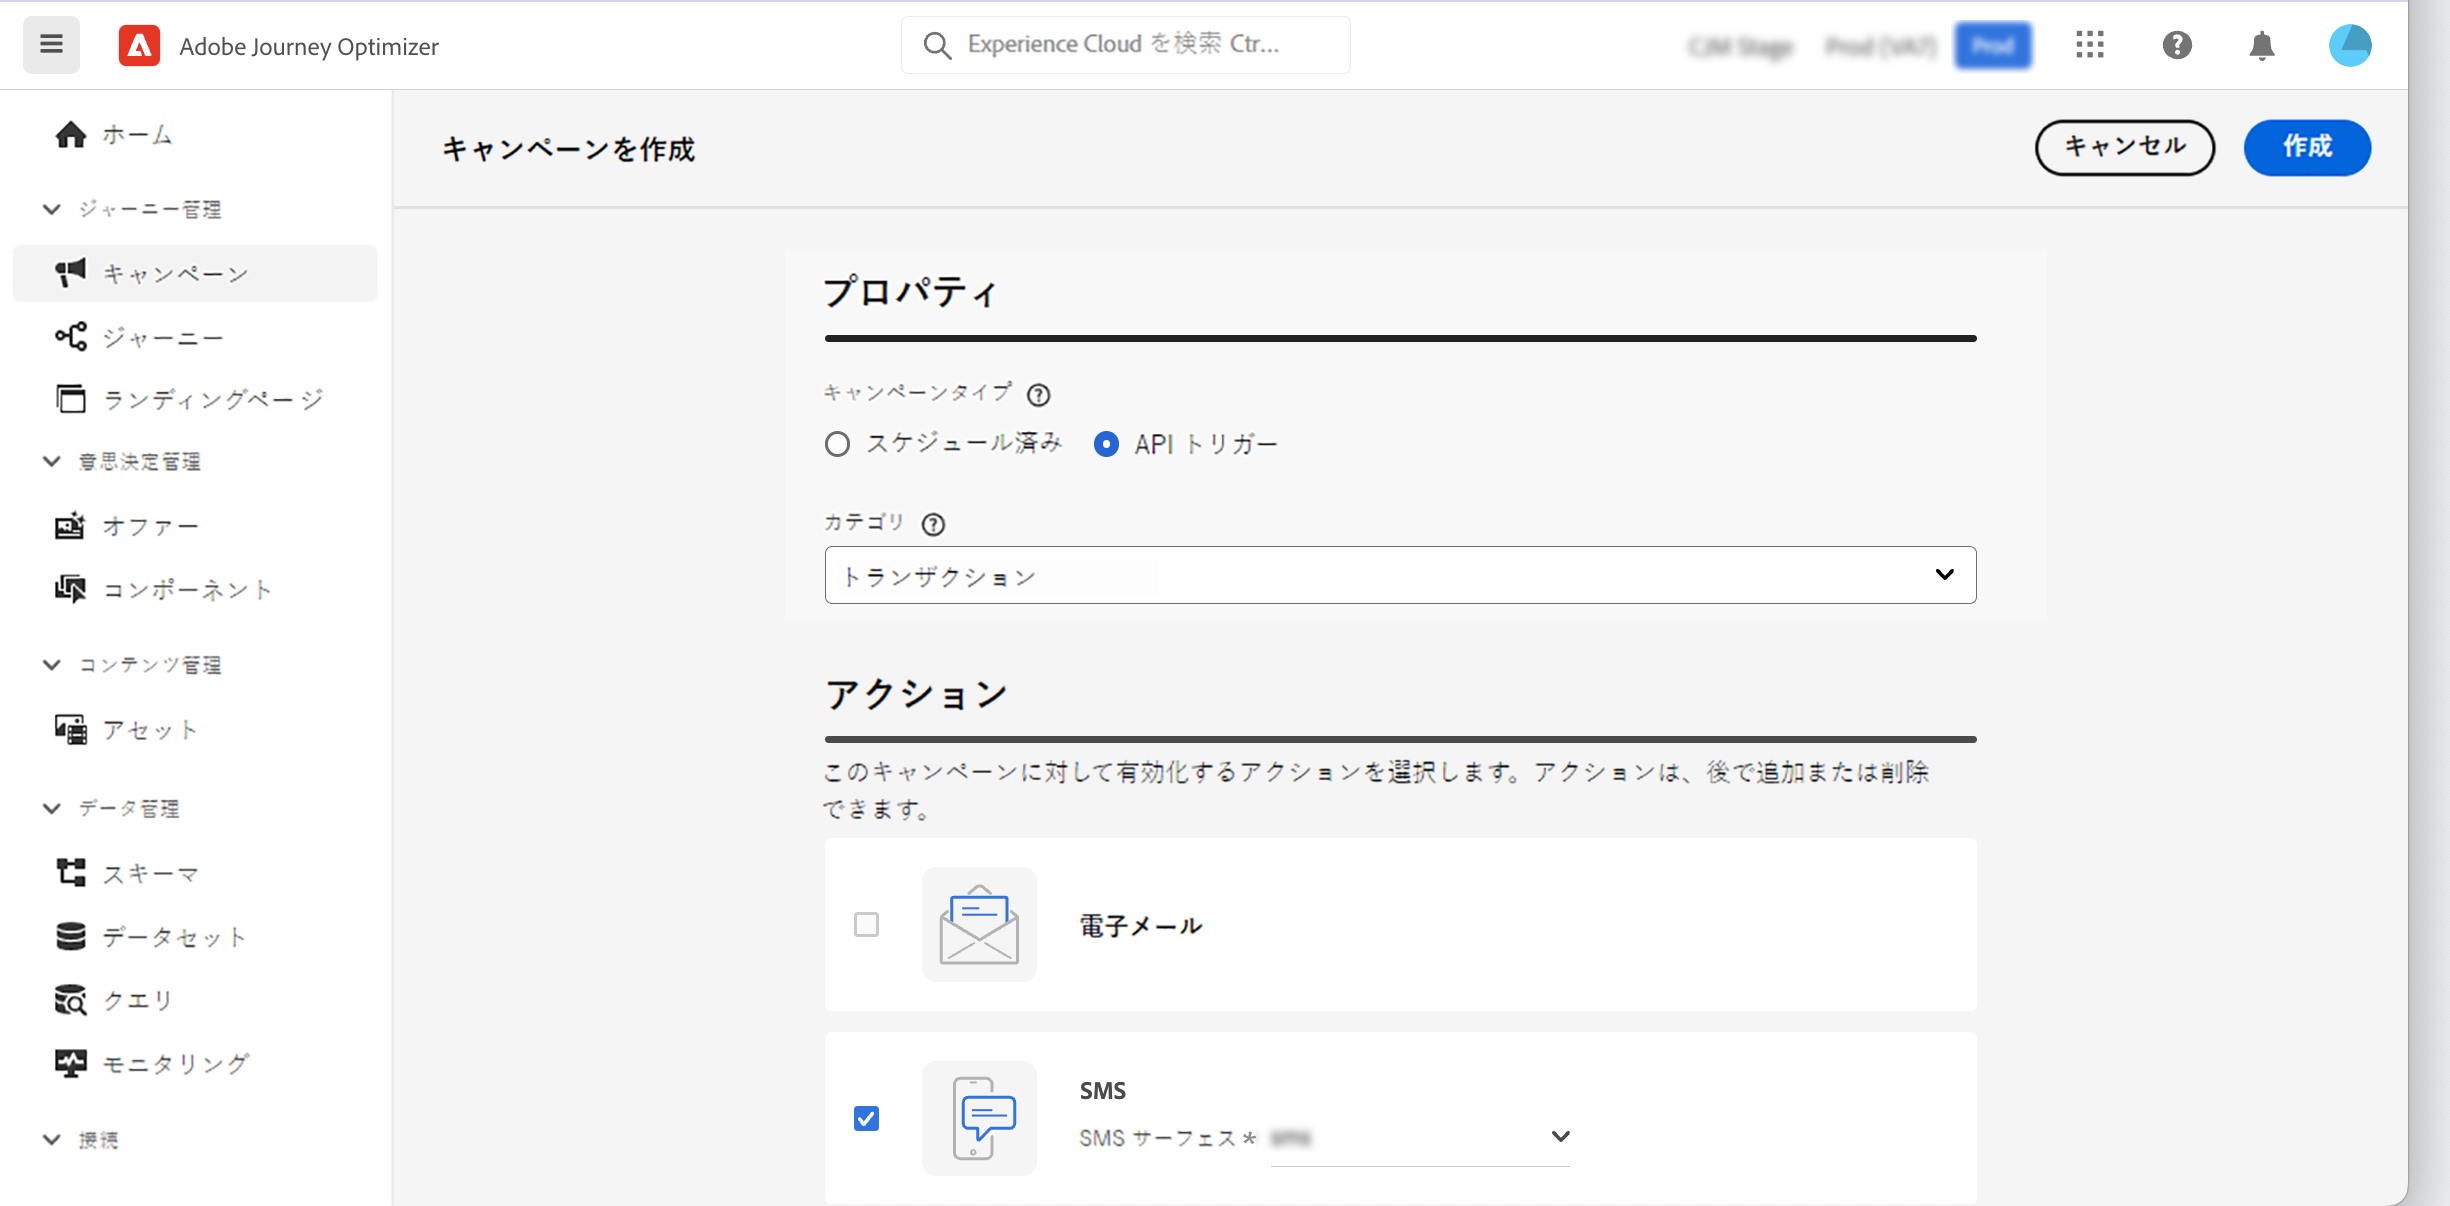 Adobe Journey Optimizer
Experience Cloud を検索 Ctr...
Prod
ホーム
ジャーニー管理
キャンペーン
ジャーニー
ランディングページ
意思決定管理
オファー
コンポーネント
コンテンツ管理
アセット
データ管理
スキーマ
データセット
クエリ
モニタリング
接続
キャンペーンを作成
キャンセル
作成
プロパティ
キャンペーンタイプ
スケジュール済み
API トリガー
カテゴリ
トランザクション
アクション
このキャンペーンに対して有効化するアクションを選択します。アクションは、後で追加または削除
できます。
電子メール
SMS
SMS サーフェス *